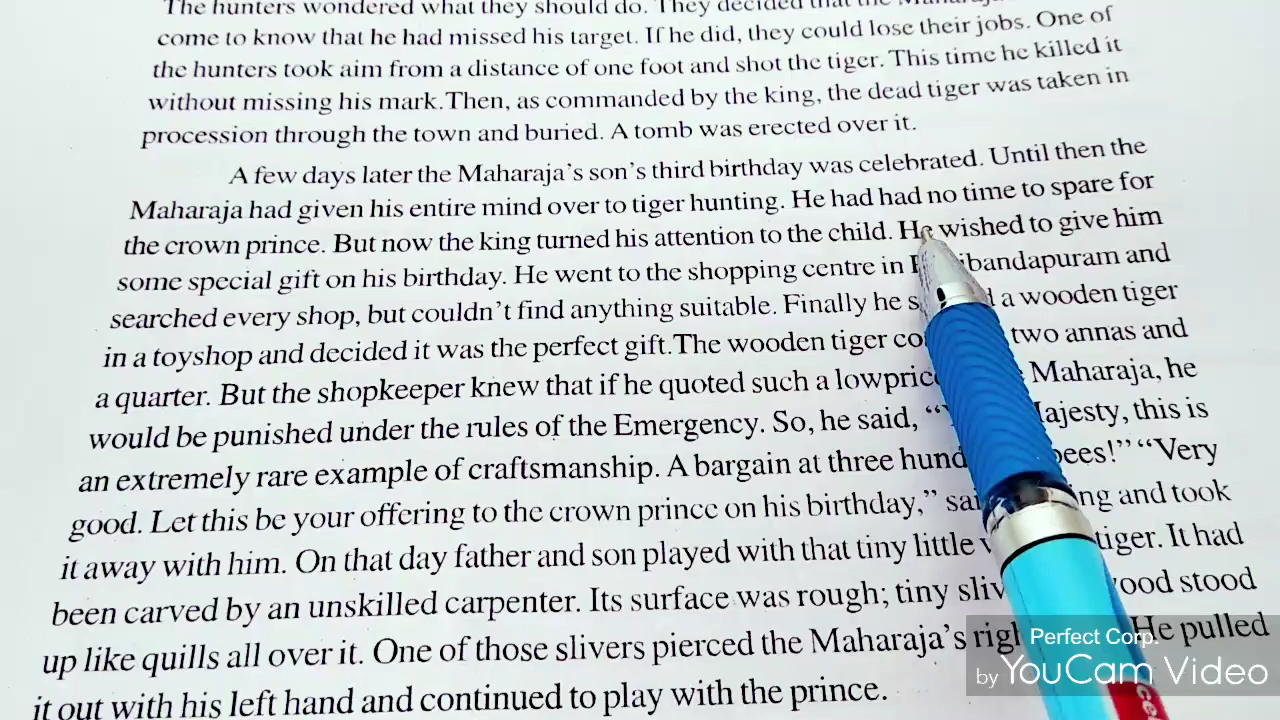 The hunters wondered what they should do. They decided that the Maharaja
come to know that he had missed his target. If he did, they could lose their jobs. One of
the hunters took aim from a distance of one foot and shot the tiger. This time he killed it
without missing his mark.Then, as commanded by the king, the dead tiger was taken in
procession through the town and buried. A tomb was erected over it.
A few days later the Maharaja's son's third birthday was celebrated. Until then the
Maharaja had given his entire mind over to tiger hunting. He had had no time to spare for
the crown prince. But now the king turned his attention to the child. He wished to give him
some special gift on his birthday. He went to the shopping centre in ibandapuram and
searched every shop, but couldn't find anything suitable. Finally he s d a wooden tiger
in a toyshop and decided it was the perfect gift.The wooden tiger co two annas and
a quarter. But the shopkeeper knew that if he quoted such a lowpric Maharaja, he
would be punished under the rules of the Emergency. So, he said, “ Majesty, this is
an extremely rare example of craftsmanship. A bargain at three hund pees!” “Very
good. Let this be your offering to the crown prince on his birthday,” sai ng and took
it away with him. On that day father and son played with that tiny little tiger. It had
been carved by an unskilled carpenter. Its surface was rough; tiny sliv ood stood
up like quills all over it. One of those slivers pierced the Maharaja's rig He pulled
it out with his left hand and continued to play with the prince.
Perfect Corp.
by YouCam Video